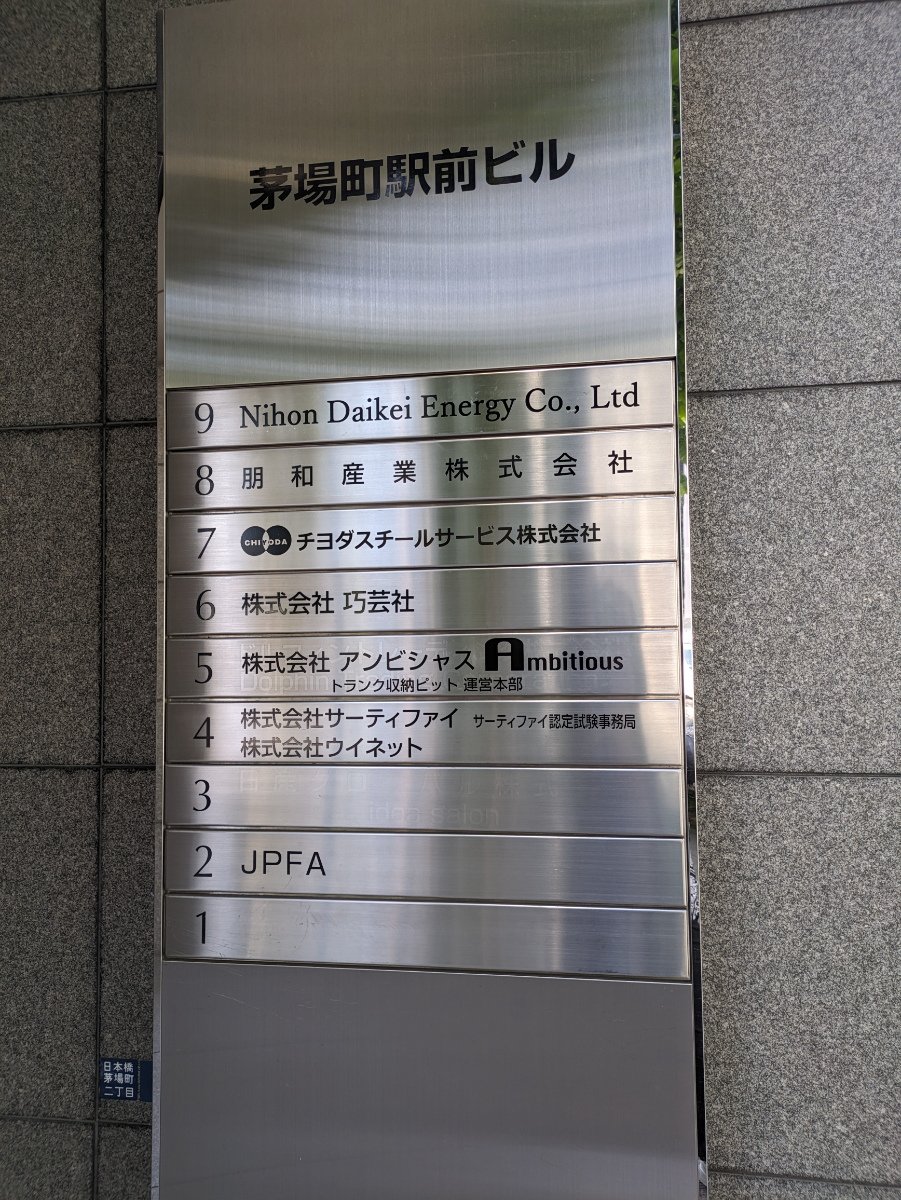 茅場町駅前ビル
9 Nihon Daikei Energy Co., Ltd
8 朋和産業株式会社
7 CHIYODA チヨダスチールサービス株式会社
6 株式会社 巧芸社
5 株式会社 アンビシャス Ambitious
トランク収納ピット 運営本部
4 株式会社サーティファイ サーティファイ認定試験事務局
株式会社ウイネット
3
idea-salon
2 JPFA
1
日本橋
茅場町
二丁目